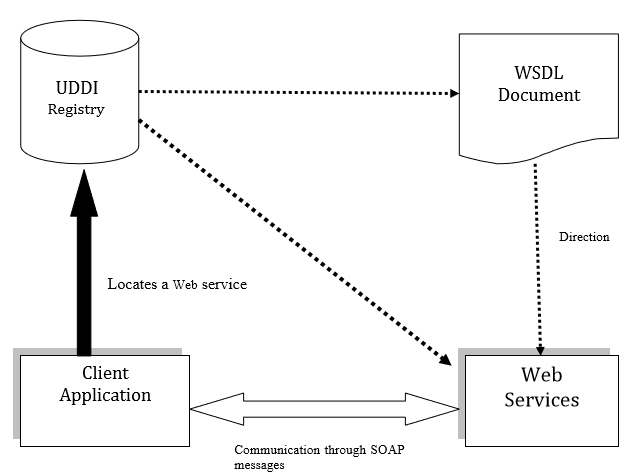 UDDI
Registry
WSDL
Document
Direction
Locates a Web service
Client
Application
Web
Services
Communication through SOAP
messages